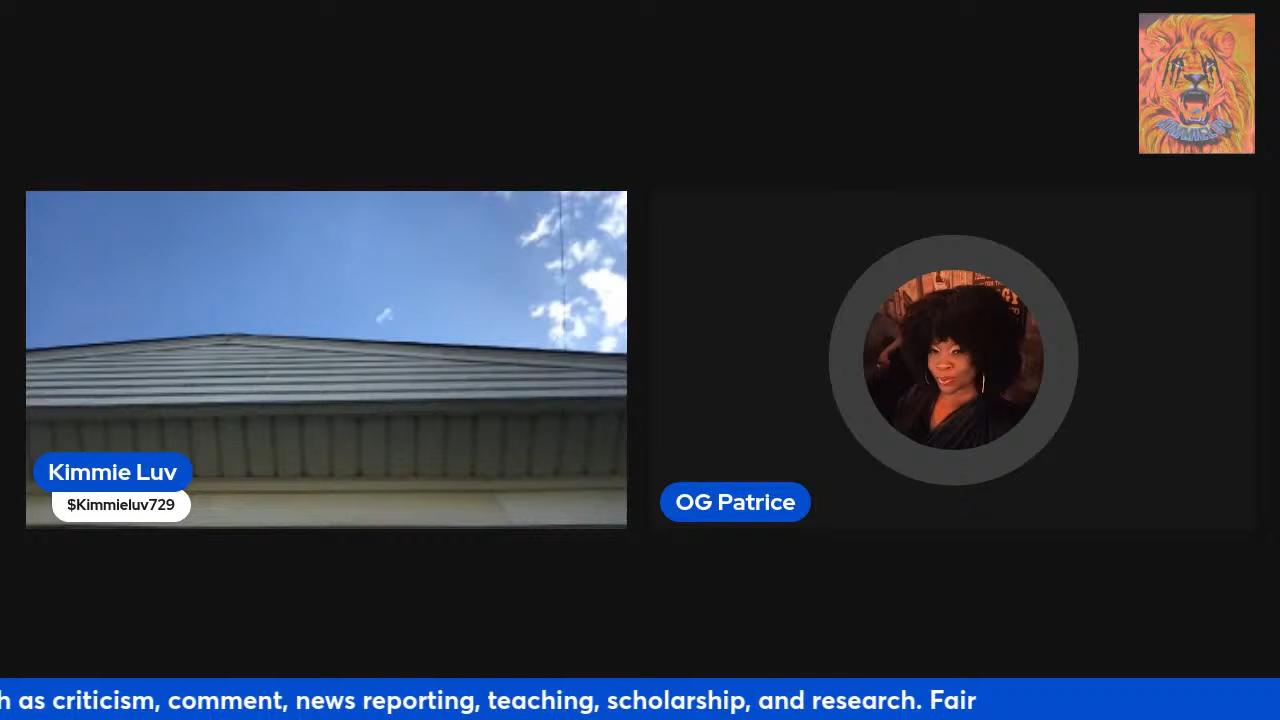 Kimmie Luv
$Kimmieluv729
OG Patrice
h as criticism, comment, news reporting, teaching, scholarship, and research. Fair